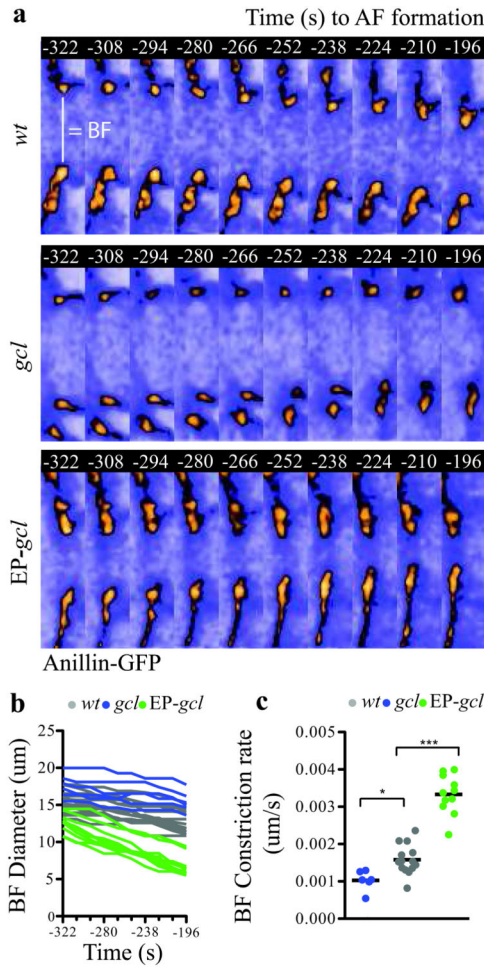 a
Time (s) to AF formation
-322 -308 -294 -280 -266 -252 -238 -224 -210 -196
wt
= BF
-322 -308 -294 -280 -266 -252 -238 -224 -210 -196
gcl
-322 -308 -294 -280 -266 -252 -238 -224 -210 -196
EP-gcl
Anillin-GFP
b
wt gcl EP-gcl
BF Diameter (um)
25
20
15
10
5
0
-322 -280 -238 -196
Time (s)
c
wt gcl EP-gcl
BF Constriction rate
(um/s)
0.005
0.004
0.003
0.002
0.001
0.000
*
***